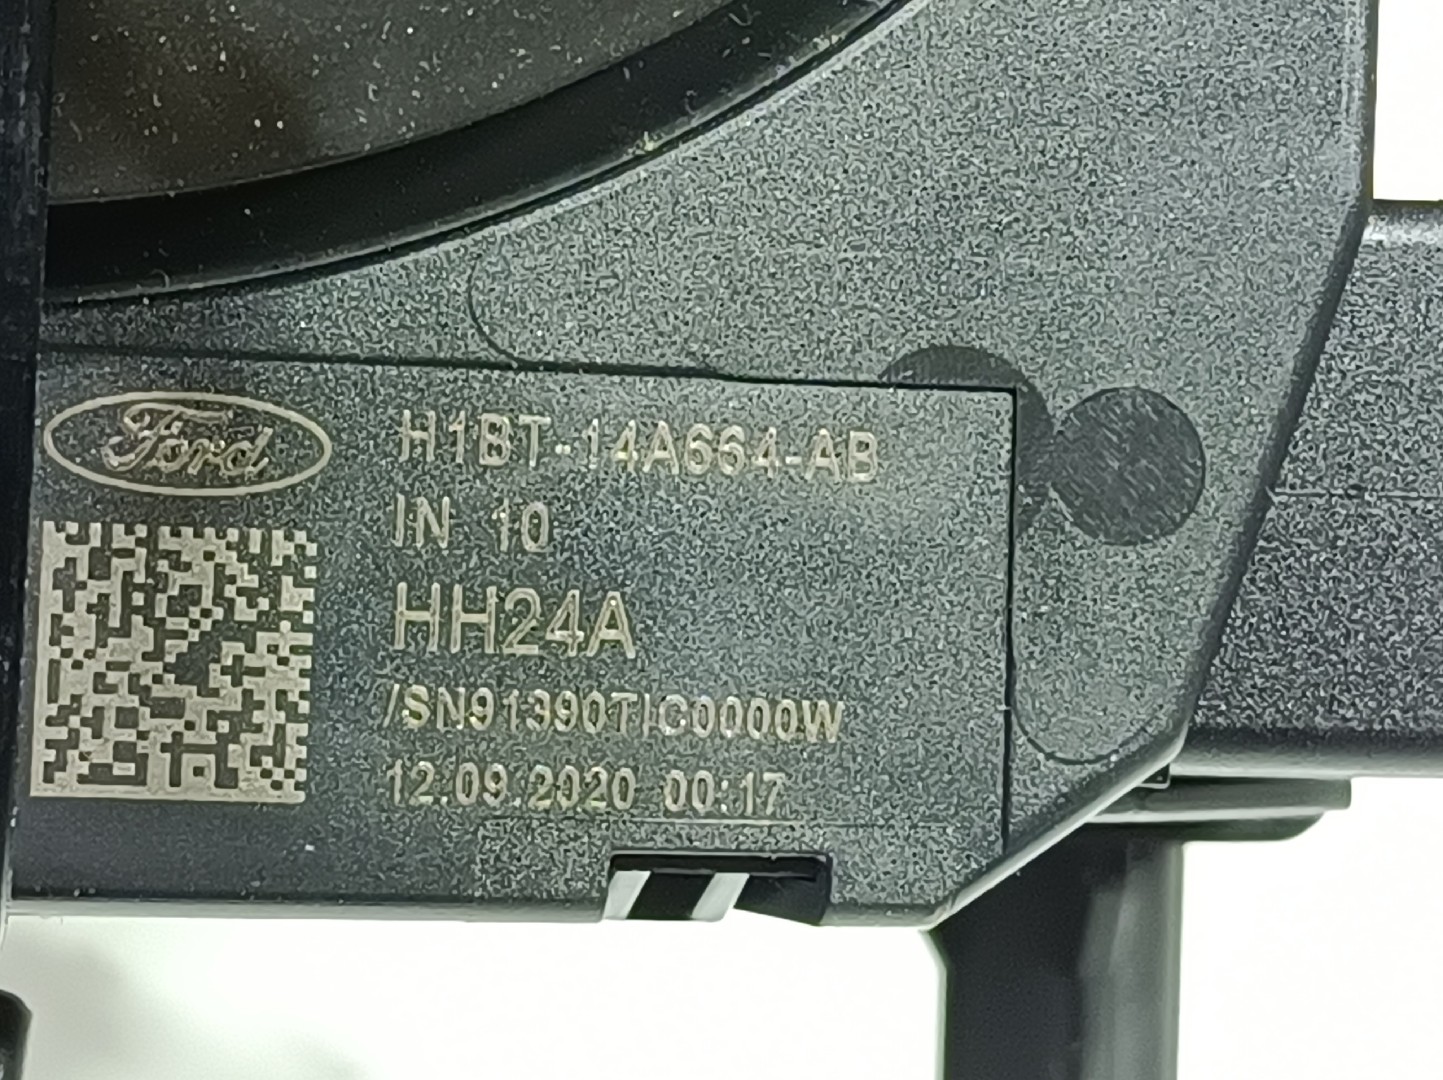 Ford
H1BT-14A664-AB
IN 10
HH24A
/SN91390TIC0000W
12.09.2020 00:17